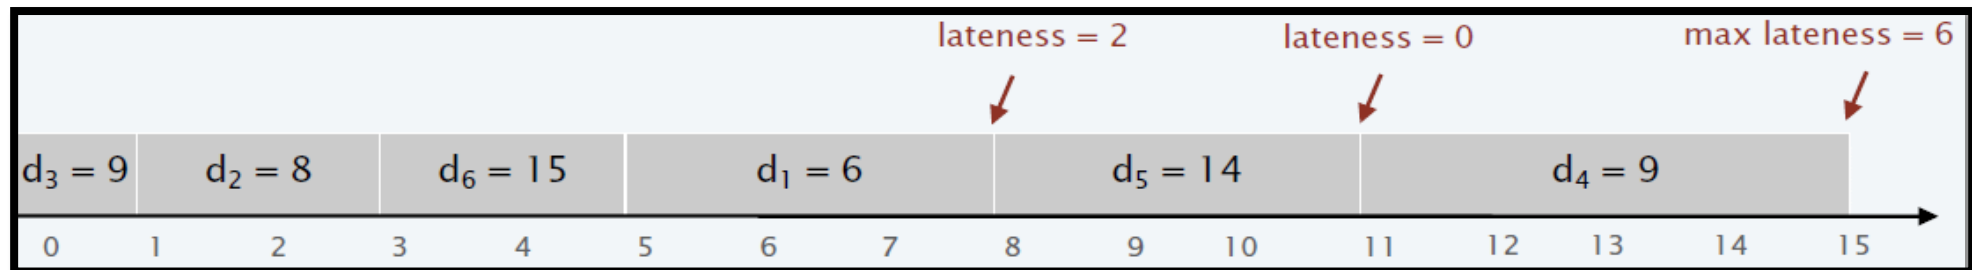 lateness = 2 lateness = 0 max lateness = 6
d₃ = 9 d₂ = 8 d₆ = 15 d₁ = 6 d₅ = 14 d₄ = 9
0 1 2 3 4 5 6 7 8 9 10 11 12 13 14 15